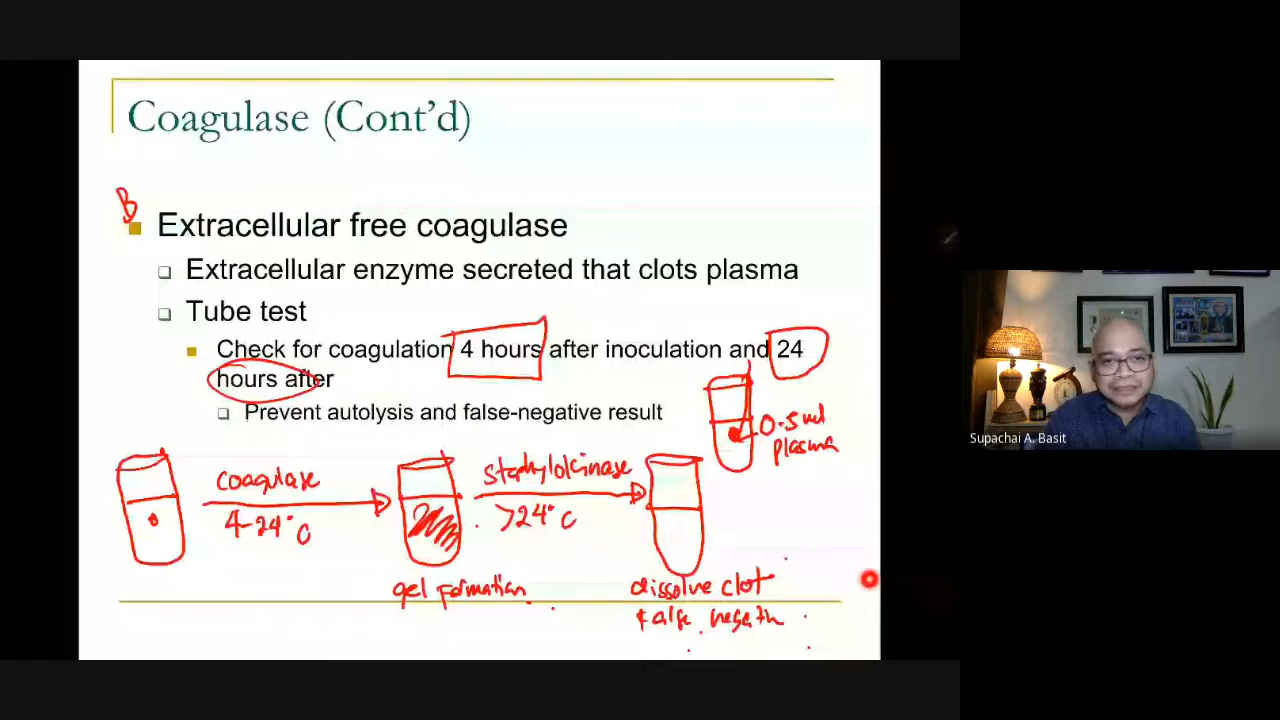 Coagulase (Cont’d)
B
Extracellular free coagulase
Extracellular enzyme secreted that clots plasma
Tube test
Check for coagulation 4 hours after inoculation and 24
hours after
Prevent autolysis and false-negative result
0.5 ml
plasma
coagulase
4-24°C
gel formation
staphylokinase
>24°C
dissolve clot
Supachai A. Basit